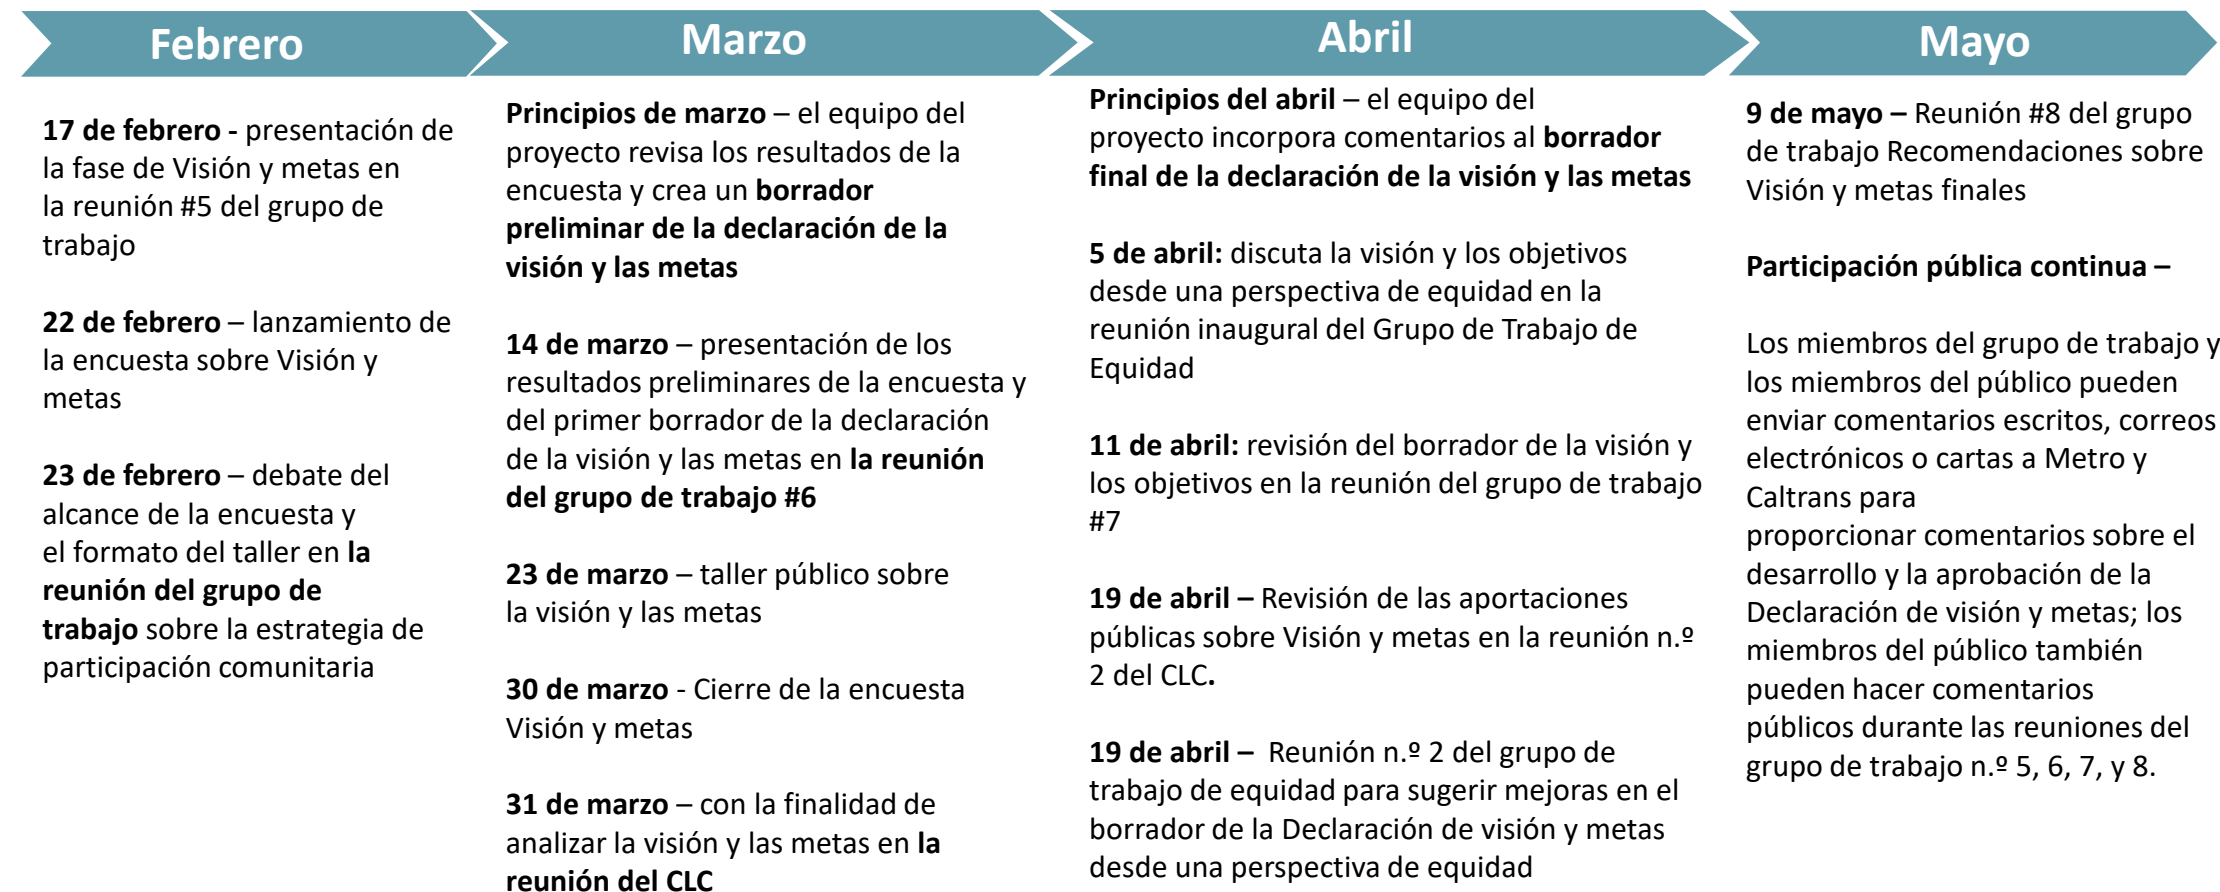 Febrero
17 de febrero - presentación de
la fase de Visión y metas en
la reunión #5 del grupo de
trabajo
22 de febrero – lanzamiento de
la encuesta sobre Visión y
metas
23 de febrero – debate del
alcance de la encuesta y
el formato del taller en la
reunión del grupo de
trabajo sobre la estrategia de
participación comunitaria
Marzo
Principios de marzo – el equipo del
proyecto revisa los resultados de la
encuesta y crea un borrador
preliminar de la declaración de la
visión y las metas
14 de marzo – presentación de los
resultados preliminares de la encuesta y
del primer borrador de la declaración
de la visión y las metas en la reunión
del grupo de trabajo #6
23 de marzo – taller público sobre
la visión y las metas
30 de marzo - Cierre de la encuesta
Visión y metas
31 de marzo – con la finalidad de
analizar la visión y las metas en la
reunión del CLC
Abril
Principios del abril – el equipo del
proyecto incorpora comentarios al borrador
final de la declaración de la visión y las metas
5 de abril: discuta la visión y los objetivos
desde una perspectiva de equidad en la
reunión inaugural del Grupo de Trabajo de
Equidad
11 de abril: revisión del borrador de la visión y
los objetivos en la reunión del grupo de trabajo
#7
19 de abril – Revisión de las aportaciones
públicas sobre Visión y metas en la reunión n.º
2 del CLC.
19 de abril – Reunión n.º 2 del grupo de
trabajo de equidad para sugerir mejoras en el
borrador de la Declaración de visión y metas
desde una perspectiva de equidad
Mayo
9 de mayo – Reunión #8 del grupo
de trabajo Recomendaciones sobre
Visión y metas finales
Participación pública continua –
Los miembros del grupo de trabajo y
los miembros del público pueden
enviar comentarios escritos, correos
electrónicos o cartas a Metro y
Caltrans para
proporcionar comentarios sobre el
desarrollo y la aprobación de la
Declaración de visión y metas; los
miembros del público también
pueden hacer comentarios
públicos durante las reuniones del
grupo de trabajo n.º 5, 6, 7, y 8.